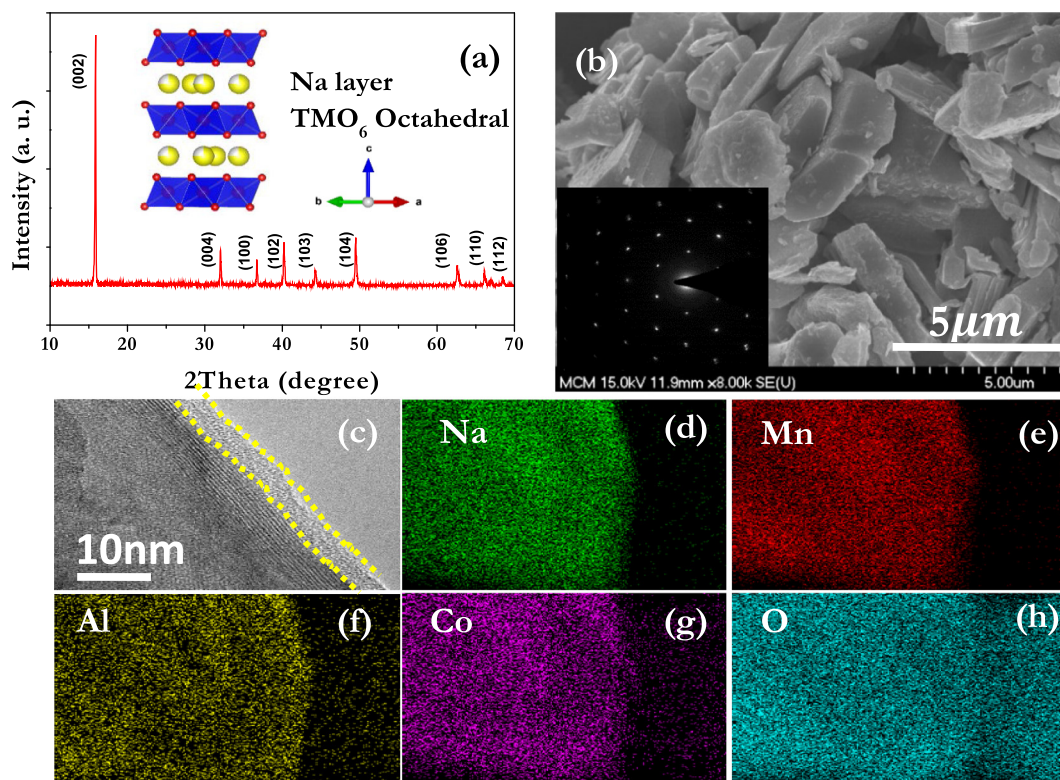 (a)
Na layer
TMO6 Octahedral
c
b
a
Intensity (a. u.)
(002)
(004)
(100)
(102)
(103)
(104)
(106)
(110)
(112)
10 20 30 40 50 60 70
2Theta (degree)
(b)
5μm
MCM 15.0kV 11.9mm x8.00k SE(U)
5.00um
(c)
10nm
Na (d)
Mn (e)
Al (f)
Co (g)
O (h)